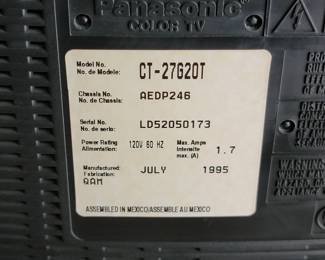 Panasonic
COLOR TV
Model No.
No. de Modele: CT-27G20T
Chassis No.
No. de Chassis: AEDP246
Serial No.
No. de serie: LD52050173
Power Rating
Alimentation: 120V 60 HZ
Max. Amps
Intensite
max. (A) 1.7
Manufactured:
Fabrication: JULY 1995
QAM
ASSEMBLED IN MEXICO/ASSEMBLE AU MEXICO
WARNING